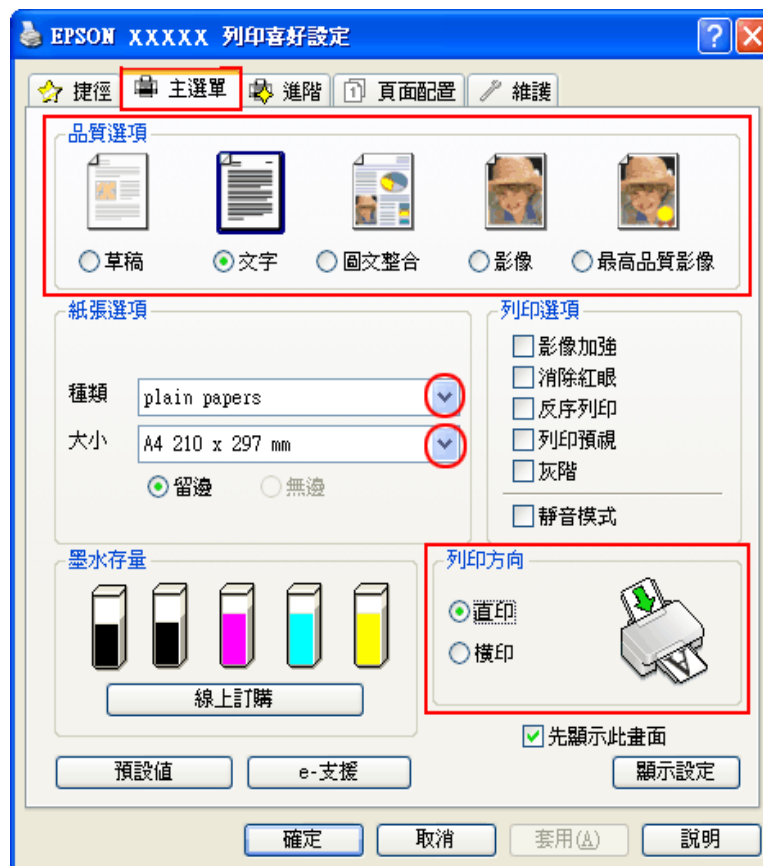 EPSON XXXXX 列印喜好設定
捷徑 主選單 進階 頁面配置 維護
品質選項
草稿 文字 圖文整合 影像 最高品質影像
紙張選項
種類 plain papers
大小 A4 210 x 297 mm
留邊 無邊
列印選項
影像加強
消除紅眼
反序列印
列印預視
灰階
靜音模式
墨水存量
線上訂購
列印方向
直印
橫印
先顯示此畫面
預設值 e-支援 顯示設定
確定 取消 套用(A) 說明